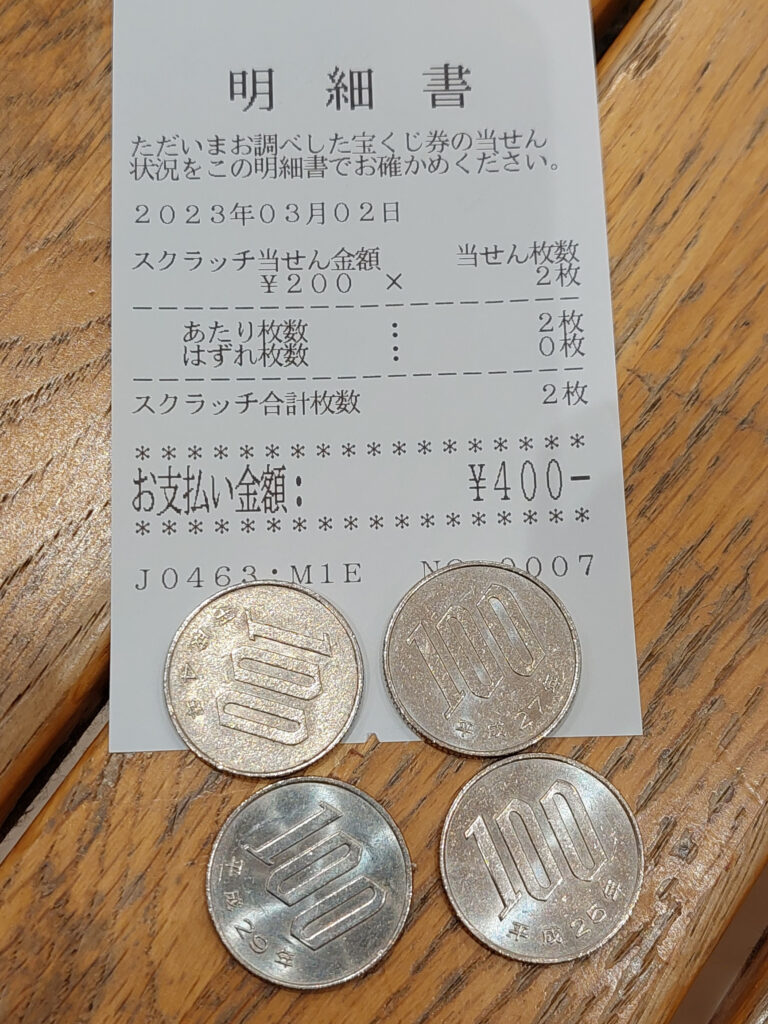 明細書
ただいまお調べした宝くじ券の当せん
状況をこの明細書でお確かめください。
２０２３年０３月０２日
スクラッチ当せん金額 当せん枚数
￥２００ × ２枚
あたり枚数 ： ２枚
はずれ枚数 ： ０枚
スクラッチ合計枚数 ２枚
＊＊＊＊＊＊＊＊＊＊＊＊＊＊＊＊＊
お支払い金額： ￥４００−
＊＊＊＊＊＊＊＊＊＊＊＊＊＊＊＊＊
Ｊ０４６３・Ｍ１Ｅ ０００７
100
平成4年
100
平成27年
100
平成29年
100
平成25年